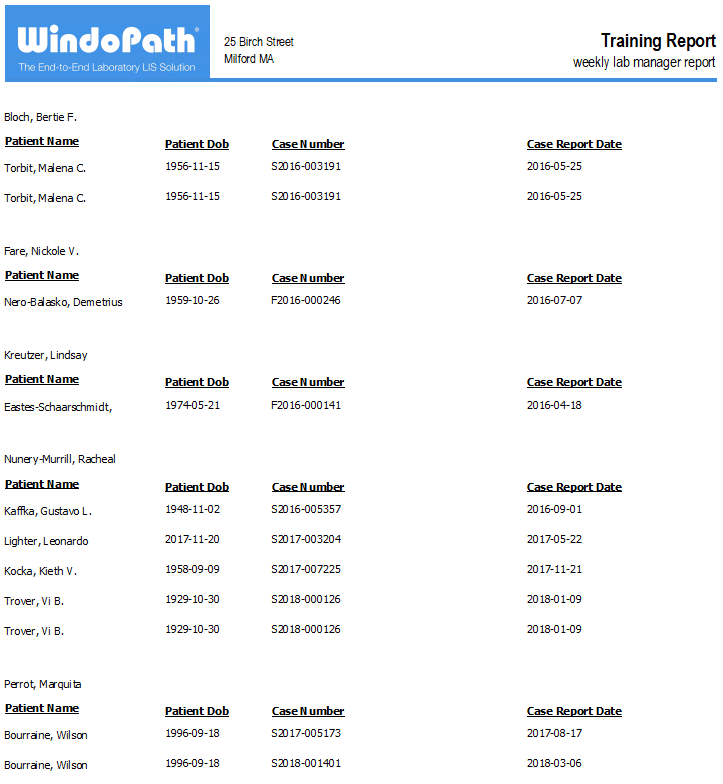 WindoPath®
The End-to-End Laboratory LIS Solution
25 Birch Street
Milford MA
Training Report
weekly lab manager report
Bloch, Bertie F.
Patient Name Patient Dob Case Number Case Report Date
Torbit, Malena C. 1956-11-15 S2016-003191 2016-05-25
Torbit, Malena C. 1956-11-15 S2016-003191 2016-05-25
Fare, Nickole V.
Patient Name Patient Dob Case Number Case Report Date
Nero-Balasko, Demetrius 1959-10-26 F2016-000246 2016-07-07
Kreutzer, Lindsay
Patient Name Patient Dob Case Number Case Report Date
Eastes-Schaarschmidt, 1974-05-21 F2016-000141 2016-04-18
Nunery-Murrill, Racheal
Patient Name Patient Dob Case Number Case Report Date
Kaffka, Gustavo L. 1948-11-02 S2016-005357 2016-09-01
Lighter, Leonardo 2017-11-20 S2017-003204 2017-05-22
Kocka, Kieth V. 1958-09-09 S2017-007225 2017-11-21
Trover, Vi B. 1929-10-30 S2018-000126 2018-01-09
Trover, Vi B. 1929-10-30 S2018-000126 2018-01-09
Perrot, Marquita
Patient Name Patient Dob Case Number Case Report Date
Bourraine, Wilson 1996-09-18 S2017-005173 2017-08-17
Bourraine, Wilson 1996-09-18 S2018-001401 2018-03-06